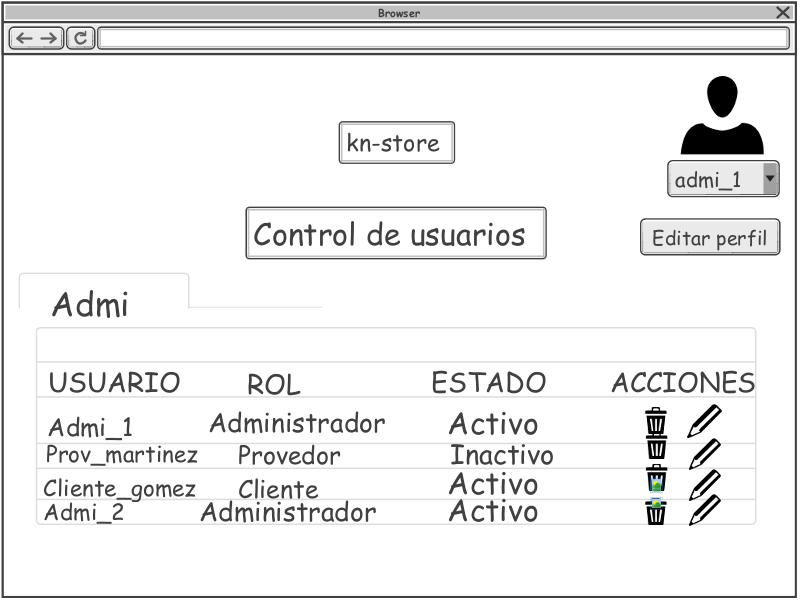 Browser
kn-store
admi_1
Control de usuarios
Editar perfil
Admi
USUARIO ROL ESTADO ACCIONES
Admi_1 Administrador Activo
Prov_martinez Provedor Inactivo
Cliente_gomez Cliente Activo
Admi_2 Administrador Activo